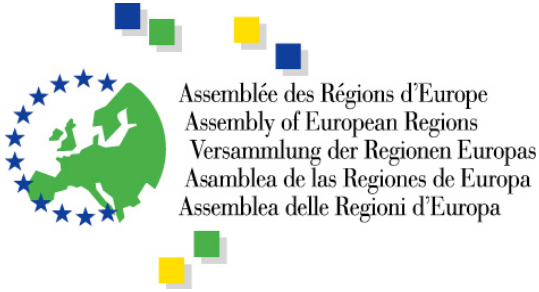 Assemblée des Régions d'Europe
Assembly of European Regions
Versammlung der Regionen Europas
Asamblea de las Regiones de Europa
Assemblea delle Regioni d'Europa